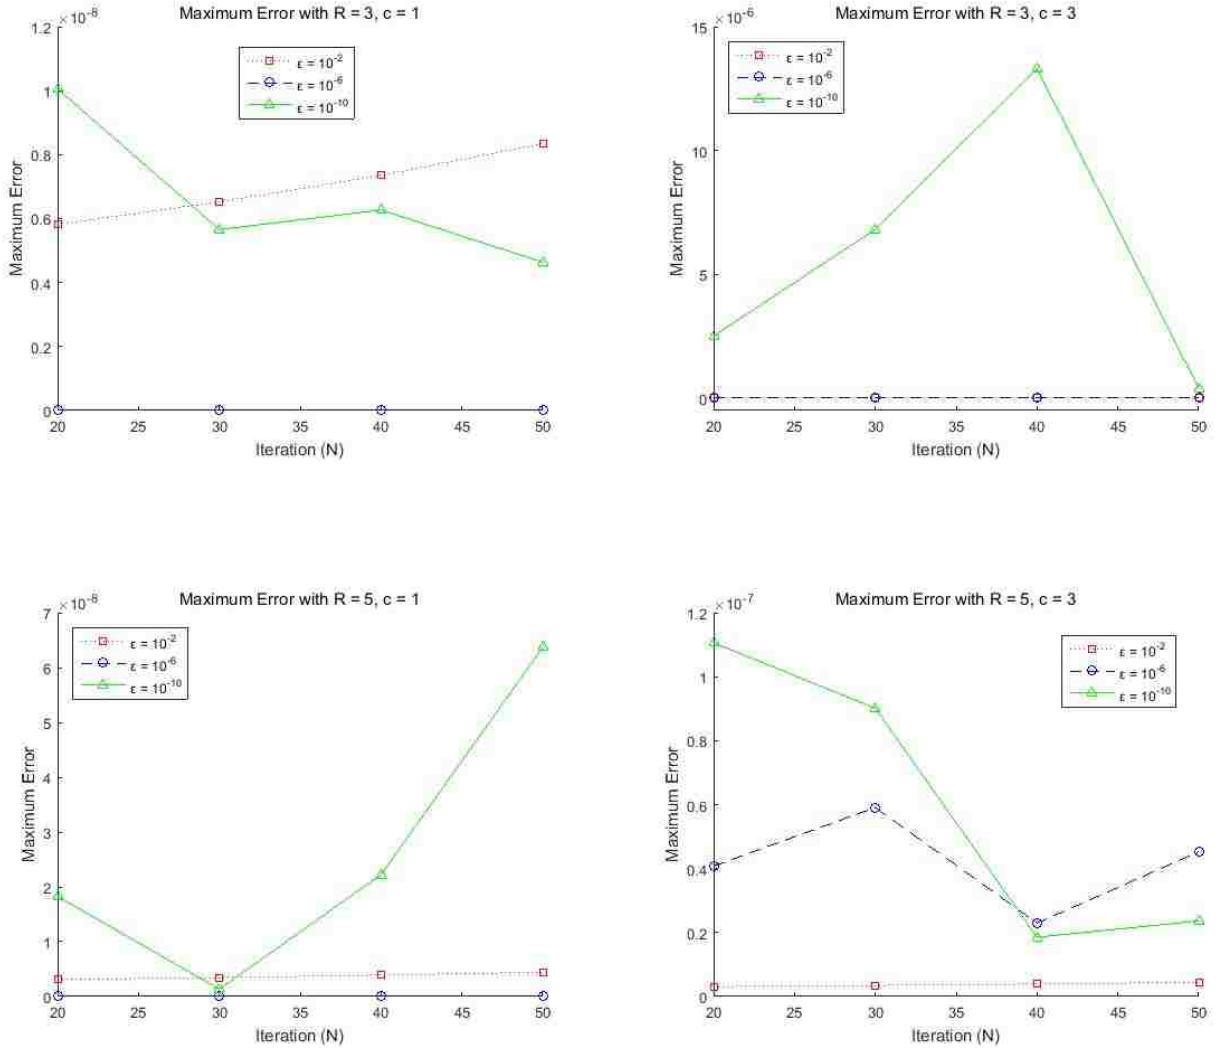 Maximum Error with R = 3, c = 1
×10⁻⁸
1.2
1
0.8
0.6
0.4
0.2
0
Maximum Error
ε = 10⁻²
ε = 10⁻⁶
ε = 10⁻¹⁰
20 25 30 35 40 45 50
Iteration (N)
Maximum Error with R = 3, c = 3
×10⁻⁶
15
10
5
0
Maximum Error
ε = 10⁻²
ε = 10⁻⁶
ε = 10⁻¹⁰
20 25 30 35 40 45 50
Iteration (N)
Maximum Error with R = 5, c = 1
×10⁻⁸
7
6
5
4
3
2
1
0
Maximum Error
ε = 10⁻²
ε = 10⁻⁶
ε = 10⁻¹⁰
20 25 30 35 40 45 50
Iteration (N)
Maximum Error with R = 5, c = 3
×10⁻⁷
1.2
1
0.8
0.6
0.4
0.2
0
Maximum Error
ε = 10⁻²
ε = 10⁻⁶
ε = 10⁻¹⁰
20 25 30 35 40 45 50
Iteration (N)